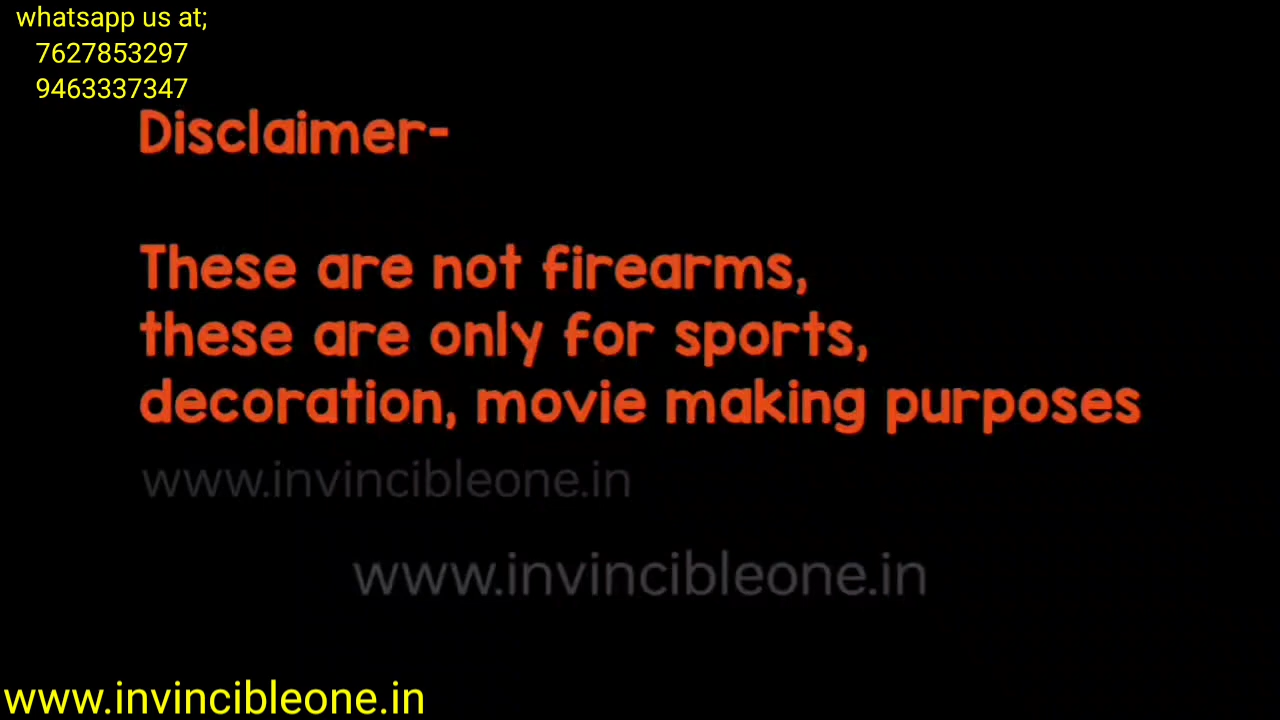 whatsapp us at;
7627853297
9463337347
Disclaimer-
These are not firearms,
these are only for sports,
decoration, movie making purposes
www.invincibleone.in
www.invincibleone.in
www.invincibleone.in